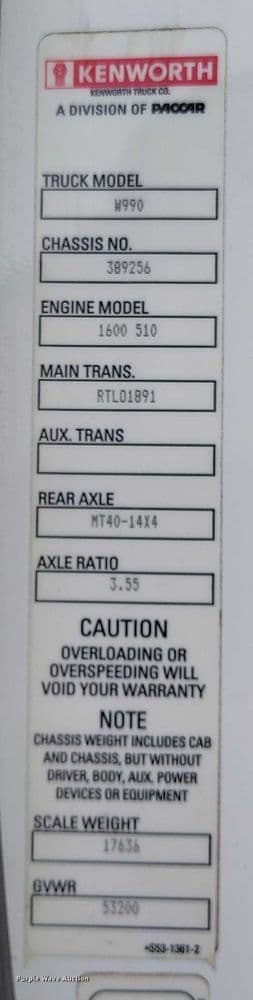 KENWORTH
KENWORTH TRUCK CO.
A DIVISION OF PACCAR
TRUCK MODEL
W990
CHASSIS NO.
389256
ENGINE MODEL
1600 510
MAIN TRANS.
RTLO1891
AUX. TRANS
REAR AXLE
MT40-14X4
AXLE RATIO
3.55
CAUTION
OVERLOADING OR
OVERSPEEDING WILL
VOID YOUR WARRANTY
NOTE
CHASSIS WEIGHT INCLUDES CAB
AND CHASSIS, BUT WITHOUT
DRIVER, BODY, AUX. POWER
DEVICES OR EQUIPMENT
SCALE WEIGHT
17636
GVWR
53200
S53-1361-2
Purple Wave Auction